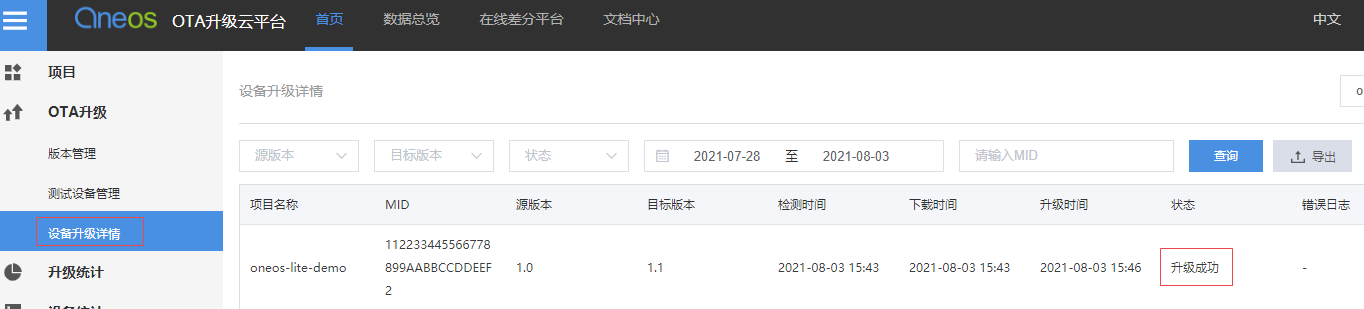 oneos OTA升级云平台 首页 数据总览 在线差分平台 文档中心 中文
项目
OTA升级
版本管理
测试设备管理
设备升级详情
升级统计
设备升级详情
源版本 目标版本 状态 2021-07-28 至 2021-08-03 请输入MID 查询 导出
项目名称 MID 源版本 目标版本 检测时间 下载时间 升级时间 状态 错误日志
112233445566778
oneos-lite-demo 899AABBCCDDEEF 1.0 1.1 2021-08-03 15:43 2021-08-03 15:43 2021-08-03 15:46 升级成功 -
2